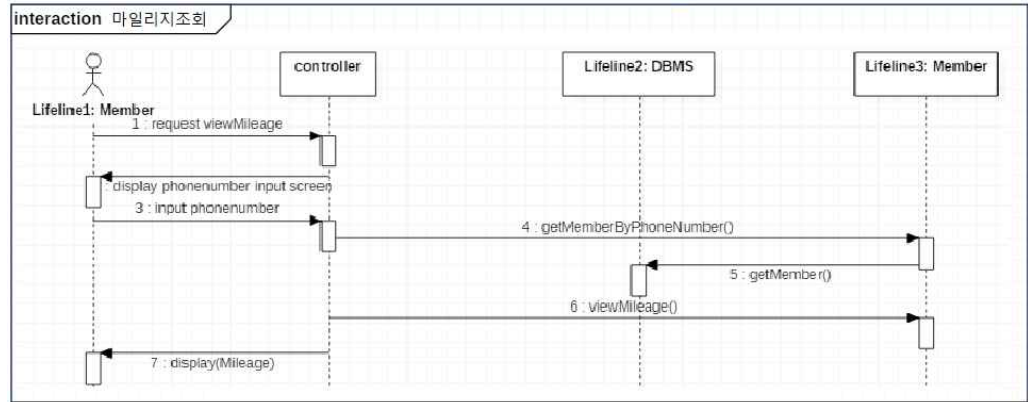 interaction 마일리지조회
controller
Lifeline2: DBMS
Lifeline3: Member
Lifeline1: Member
1 : request viewMileage
: display phonenumber input screen
3 : input phonenumber
4 : getMemberByPhoneNumber()
5 : getMember()
6 : viewMileage()
7 : display(Mileage)